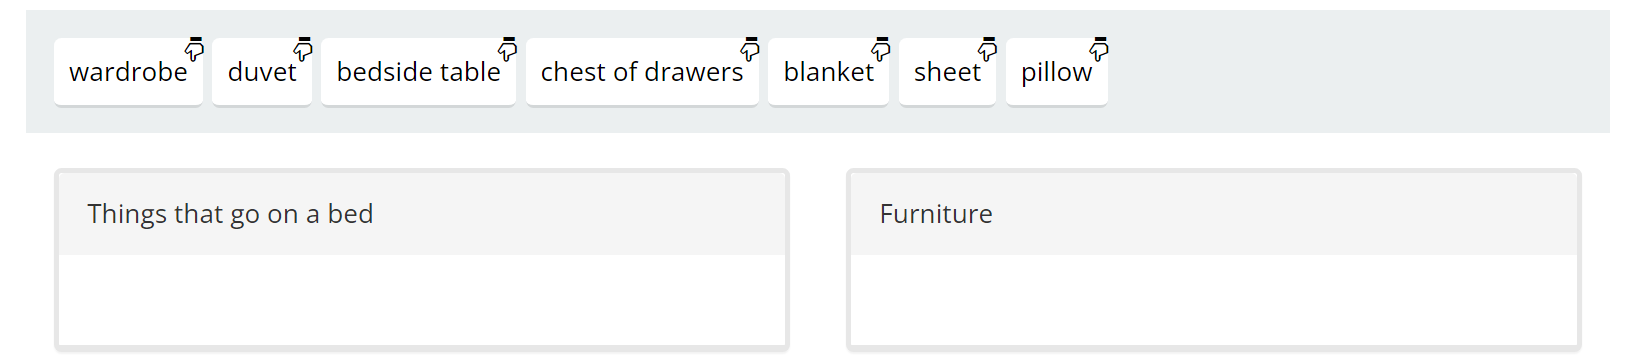 wardrobe duvet bedside table chest of drawers blanket sheet pillow
Things that go on a bed
Furniture